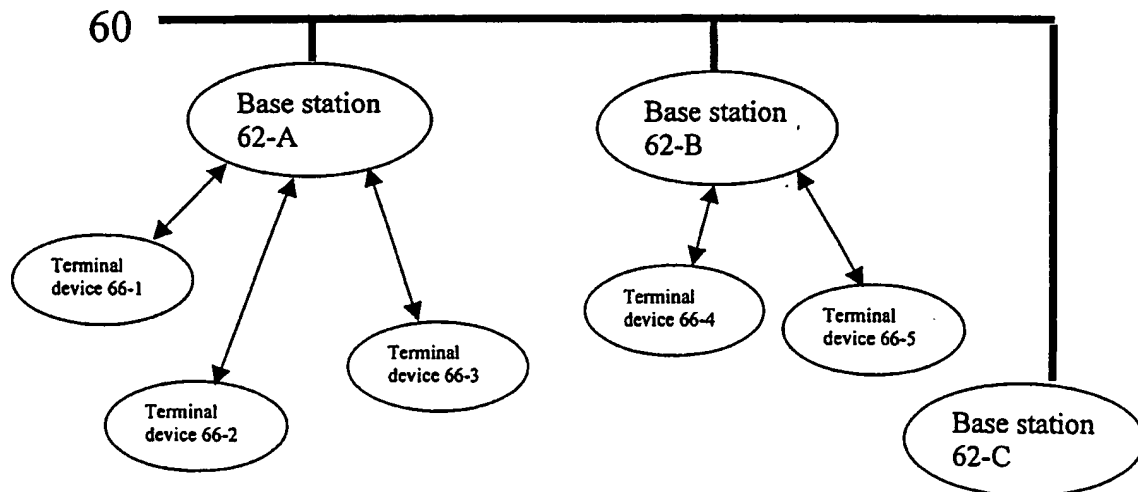 60
Base station
62-A
Base station
62-B
Terminal
device 66-1
Terminal
device 66-4
Terminal
device 66-5
Terminal
device 66-3
Terminal
device 66-2
Base station
62-C